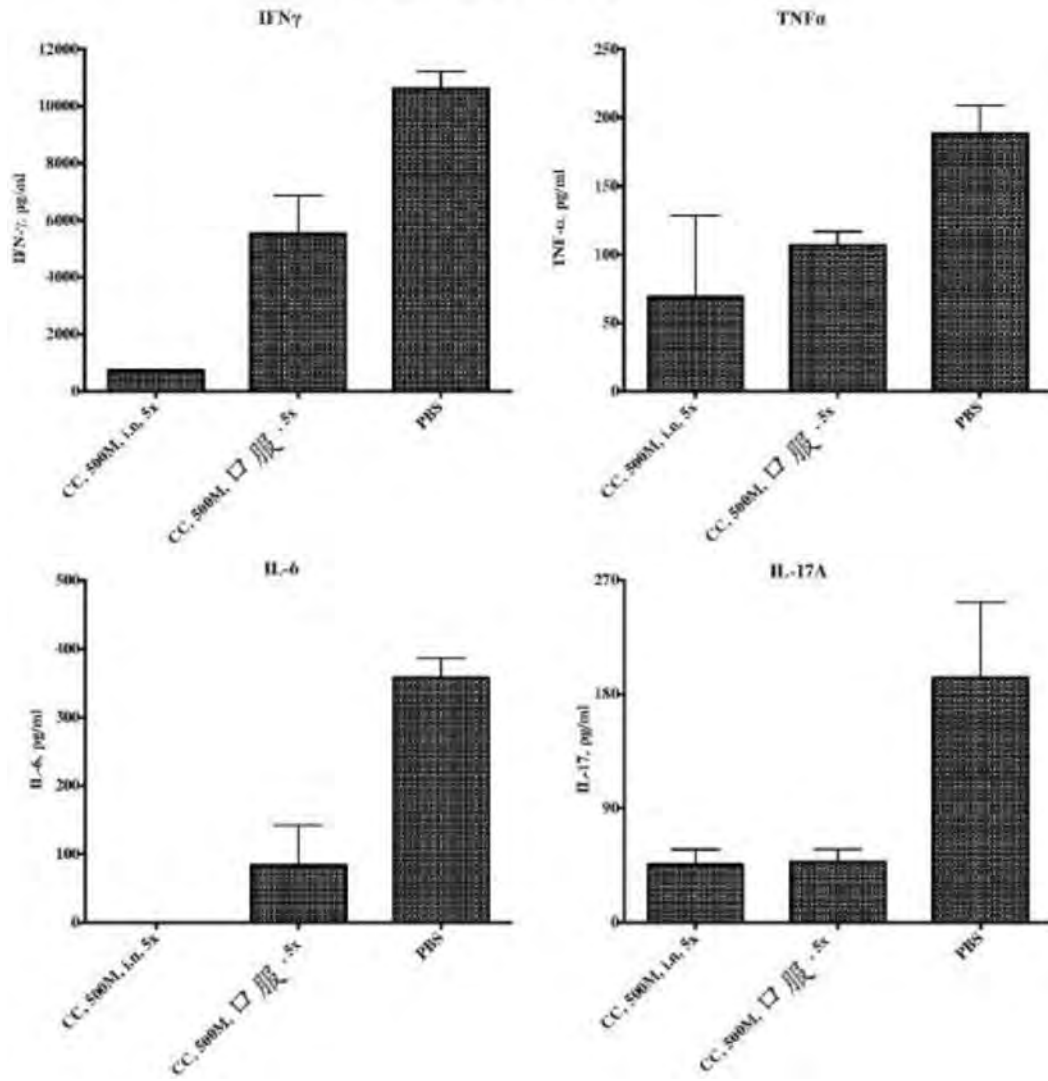 IFNγ
IFN-γ, pg/ml
12000
10000
8000
6000
4000
2000
0
CC, 500M, i.n, 5x
CC, 500M, 口服, 5x
PBS
TNFα
TNF-α, pg/ml
250
200
150
100
50
0
CC, 500M, i.n, 5x
CC, 500M, 口服, 5x
PBS
IL-6
IL-6, pg/ml
500
400
300
200
100
0
CC, 500M, i.n, 5x
CC, 500M, 口服, 5x
PBS
IL-17A
IL-17, pg/ml
270
180
90
0
CC, 500M, i.n, 5x
CC, 500M, 口服, 5x
PBS